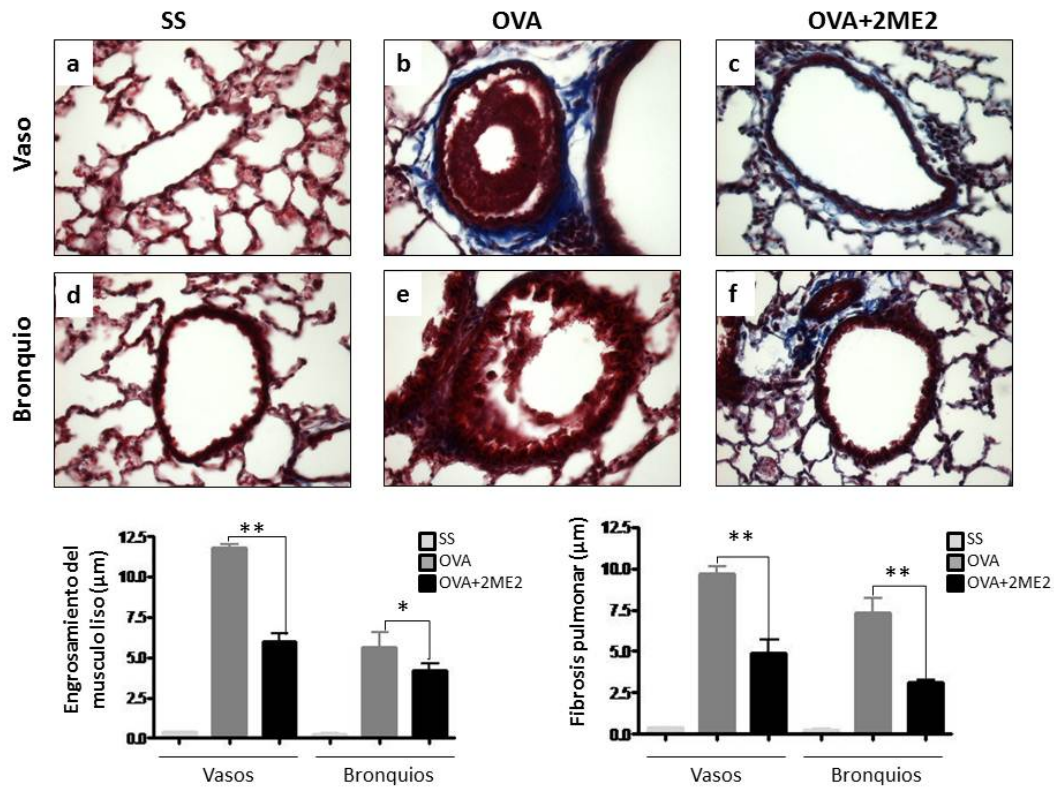 SS OVA OVA+2ME2
Vaso
a b c
Bronquio
d e f
Engrosamiento del
musculo liso (µm)
12.5
10.0
7.5
5.0
2.5
0.0
** *
SS
OVA
OVA+2ME2
Vasos Bronquios
Fibrosis pulmonar (µm)
12.5
10.0
7.5
5.0
2.5
0.0
** **
SS
OVA
OVA+2ME2
Vasos Bronquios